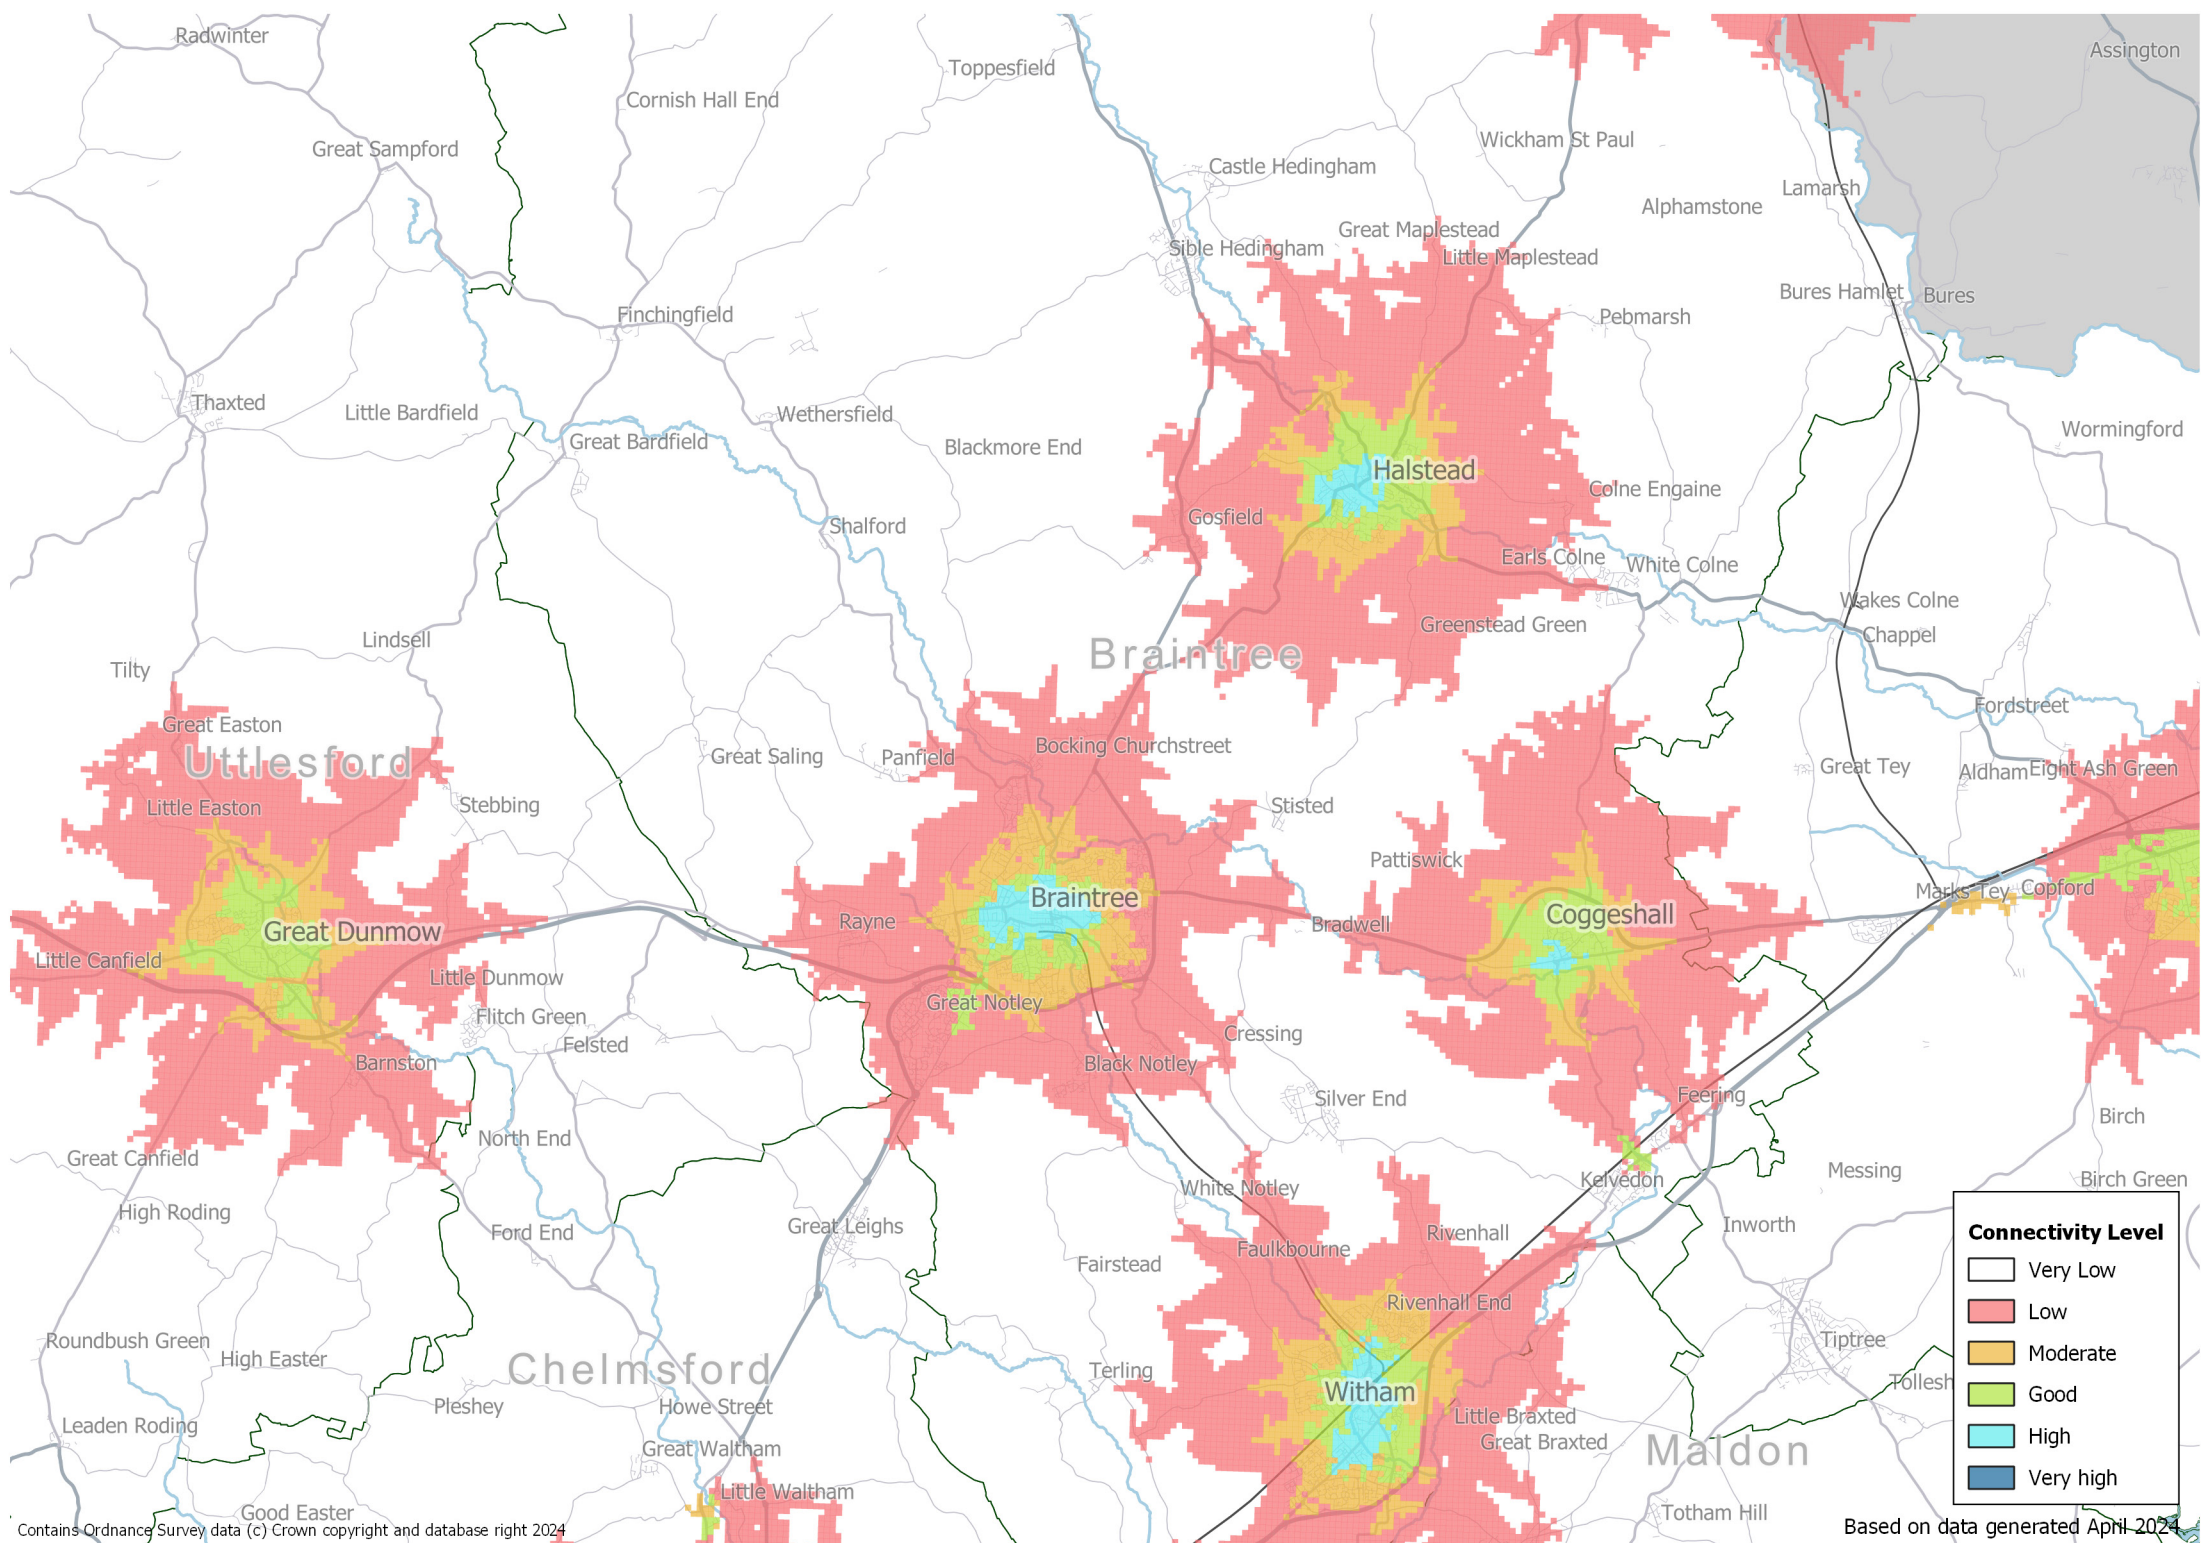 Radwinter
Assington
Toppesfield
Cornish Hall End
Wickham St Paul
Great Sampford
Castle Hedingham
Lamarsh
Alphamstone
Great Maplestead
Sible Hedingham
Little Maplestead
Bures Hamlet
Bures
Finchingfield
Pebmarsh
Thaxted
Little Bardfield
Wethersfield
Wormingford
Great Bardfield
Blackmore End
Halstead
Colne Engaine
Gosfield
Shalford
Earls Colne
White Colne
Wakes Colne
Greenstead Green
Chappel
Lindsell
Braintree
Tilty
Fordstreet
Great Easton
Bocking Churchstreet
Uttlesford
Great Saling
Panfield
Great Tey
Aldham
Eight Ash Green
Little Easton
Stebbing
Stisted
Pattiswick
Marks Tey
Copford
Braintree
Rayne
Coggeshall
Bradwell
Great Dunmow
Little Canfield
Little Dunmow
Great Notley
Flitch Green
Cressing
Felsted
Barnston
Black Notley
Silver End
Feering
Birch
North End
Great Canfield
White Notley
Kelvedon
Messing
Birch Green
High Roding
Great Leighs
Ford End
Rivenhall
Inworth
Faulkbourne
Fairstead
Rivenhall End
Roundbush Green
High Easter
Chelmsford
Terling
Witham
Tiptree
Tollesh
Pleshey
Howe Street
Little Braxted
Leaden Roding
Great Waltham
Great Braxted
Maldon
Little Waltham
Good Easter
Totham Hill
Connectivity Level
Very Low
Low
Moderate
Good
High
Very high
Contains Ordnance Survey data (c) Crown copyright and database right 2024
Based on data generated April 2024